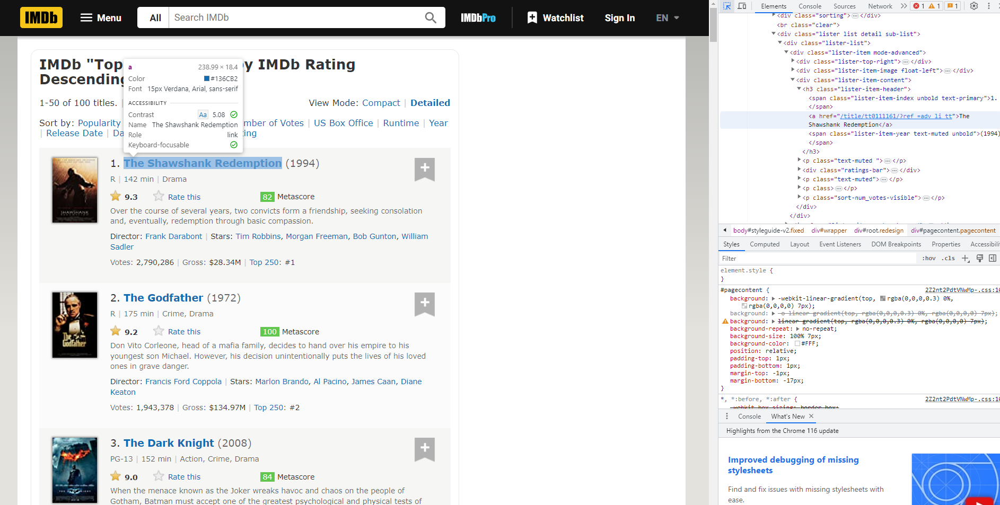 IMDb
Menu
All
Search IMDb
IMDbPro
Watchlist
Sign In
EN
IMDb "Top
y IMDb Rating
Descending
1-50 of 100 titles. |
View Mode: Compact | Detailed
Sort by: Popularity
mber of Votes | US Box Office | Runtime | Year
| Release Date | Da
a
238.99 × 18.4
Color #136CB2
Font 15px Verdana, Arial, sans-serif
ACCESSIBILITY
Contrast Aa 5.08
Name The Shawshank Redemption
Role link
Keyboard-focusable
SHAWSHANK
1. The Shawshank Redemption (1994)
R | 142 min | Drama
9.3 Rate this 82 Metascore
Over the course of several years, two convicts form a friendship, seeking consolation
and, eventually, redemption through basic compassion.
Director: Frank Darabont | Stars: Tim Robbins, Morgan Freeman, Bob Gunton, William
Sadler
Votes: 2,790,286 | Gross: $28.34M | Top 250: #1
The
Godfather
2. The Godfather (1972)
R | 175 min | Crime, Drama
9.2 Rate this 100 Metascore
Don Vito Corleone, head of a mafia family, decides to hand over his empire to his
youngest son Michael. However, his decision unintentionally puts the lives of his loved
ones in grave danger.
Director: Francis Ford Coppola | Stars: Marlon Brando, Al Pacino, James Caan, Diane
Keaton
Votes: 1,943,378 | Gross: $134.97M | Top 250: #2
3. The Dark Knight (2008)
PG-13 | 152 min | Action, Crime, Drama
9.0 Rate this 84 Metascore
When the menace known as the Joker wreaks havoc and chaos on the people of
Gotham, Batman must accept one of the greatest psychological and physical tests of
Elements Console Sources Network » 1 1 1
<div class="sorting">…</div>
<br class="clear">
<div class="lister list detail sub-list">
<div class="lister-list">
<div class="lister-item mode-advanced">
<div class="lister-top-right">…</div>
<div class="lister-item-image float-left">…</div>
<div class="lister-item-content">
<h3 class="lister-item-header">
<span class="lister-item-index unbold text-primary">1.
</span>
<a href="/title/tt0111161/?ref_=adv_li_tt">The
Shawshank Redemption</a>
<span class="lister-item-year text-muted unbold">(1994)
</span>
</h3>
<p class="text-muted ">…</p>
<div class="ratings-bar">…</div>
<p class="text-muted">…</p>
<p class>…</p>
<p class="sort-num_votes-visible">…</p>
</div>
</div>
body#styleguide-v2.fixed div#wrapper div#root.redesign div#pagecontent.pagecontent
Styles Computed Layout Event Listeners DOM Breakpoints Properties Accessibili
Filter :hov .cls
element.style {
}
#pagecontent { 2Z2nt2PdtVNwMp-.css:10
background: -webkit-linear-gradient(top, rgba(0,0,0,0.3) 0%,
rgba(0,0,0,0) 7px);
background: -o-linear-gradient(top, rgba(0,0,0,0.3) 0%, rgba(0,0,0,0) 7px);
background: linear-gradient(top, rgba(0,0,0,0.3) 0%, rgba(0,0,0,0) 7px);
background-repeat: no-repeat;
background-size: 100% 7px;
background-color: #FFF;
position: relative;
padding-top: 1px;
padding-bottom: 1px;
margin-top: -1px;
margin-bottom: -17px;
}
*, *:before, *:after { 2Z2nt2PdtVNwMp-.css:10
-webkit-box-sizing: border-box;
Console What's New ×
Highlights from the Chrome 116 update
Improved debugging of missing
stylesheets
Find and fix issues with missing stylesheets with
ease.